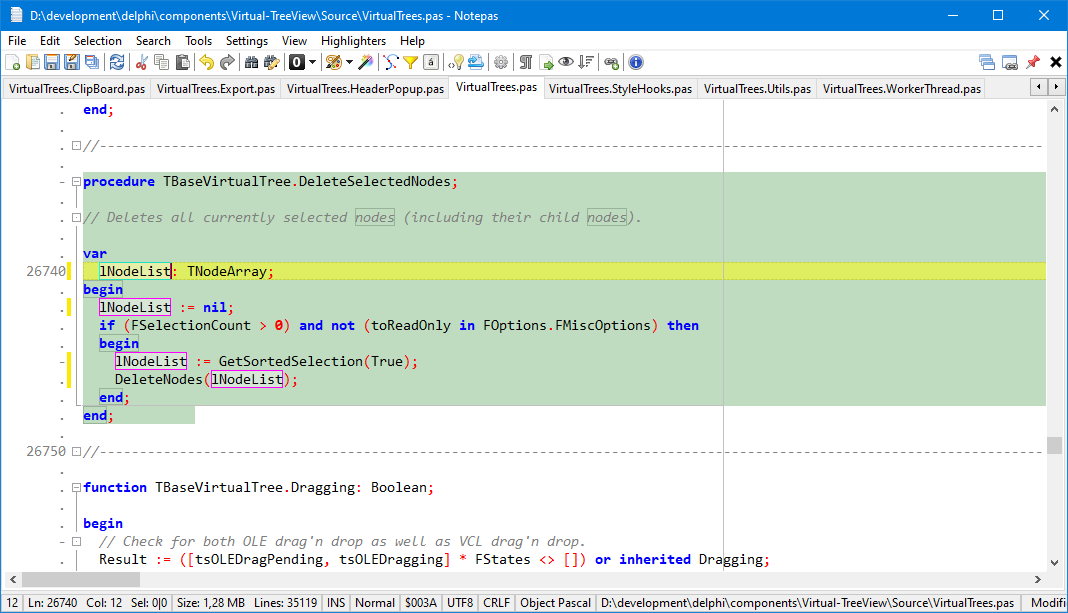 D:\development\delphi\components\Virtual-TreeView\Source\VirtualTrees.pas - Notepas
File Edit Selection Search Tools Settings View Highlighters Help
VirtualTrees.ClipBoard.pas VirtualTrees.Export.pas VirtualTrees.HeaderPopup.pas VirtualTrees.pas VirtualTrees.StyleHooks.pas VirtualTrees.Utils.pas VirtualTrees.WorkerThread.pas
end;
//----------------------------------------------------------------------------------------------------------------------
procedure TBaseVirtualTree.DeleteSelectedNodes;
// Deletes all currently selected nodes (including their child nodes).
var
26740 lNodeList: TNodeArray;
begin
lNodeList := nil;
if (FSelectionCount > 0) and not (toReadOnly in FOptions.FMiscOptions) then
begin
lNodeList := GetSortedSelection(True);
DeleteNodes(lNodeList);
end;
end;
26750 //----------------------------------------------------------------------------------------------------------------------
function TBaseVirtualTree.Dragging: Boolean;
begin
// Check for both OLE drag'n drop as well as VCL drag'n drop.
Result := ([tsOLEDragPending, tsOLEDragging] * FStates <> []) or inherited Dragging;
12 Ln: 26740 Col: 12 Sel: 0|0 Size: 1,28 MB Lines: 35119 INS Normal $003A UTF8 CRLF Object Pascal D:\development\delphi\components\Virtual-TreeView\Source\VirtualTrees.pas Modifi